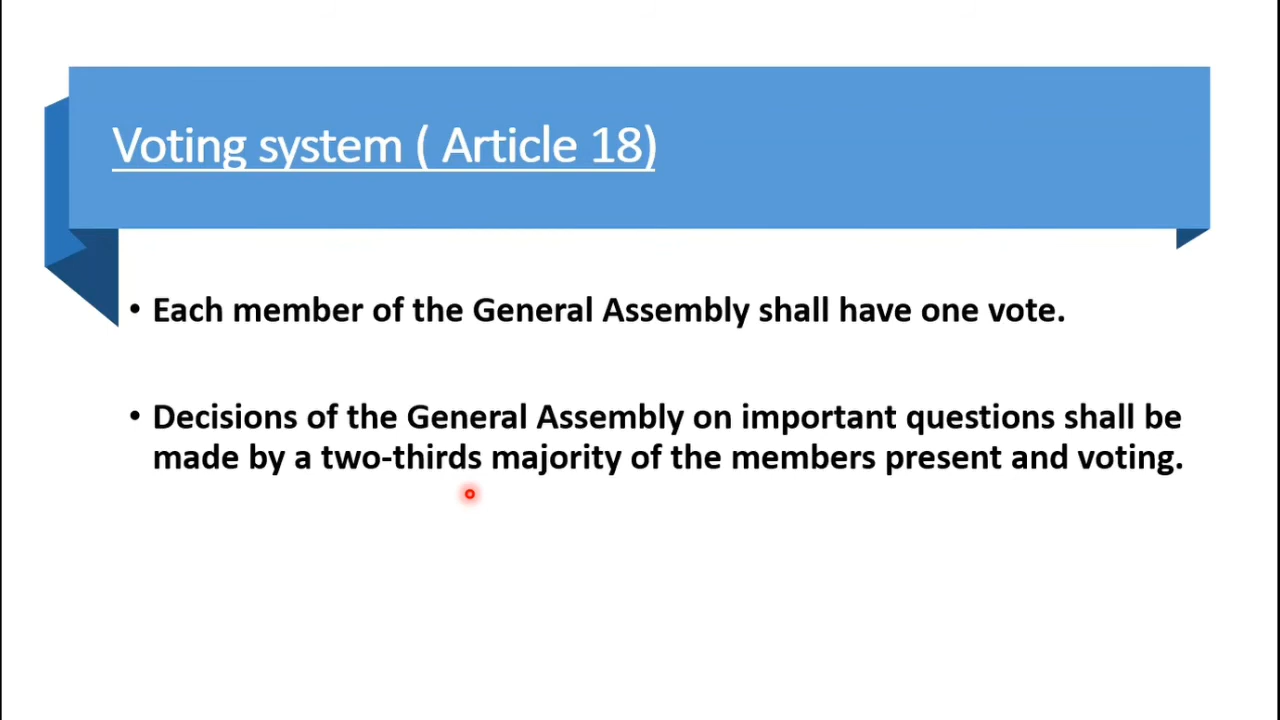 Voting system ( Article 18)
• Each member of the General Assembly shall have one vote.
• Decisions of the General Assembly on important questions shall be
made by a two-thirds majority of the members present and voting.